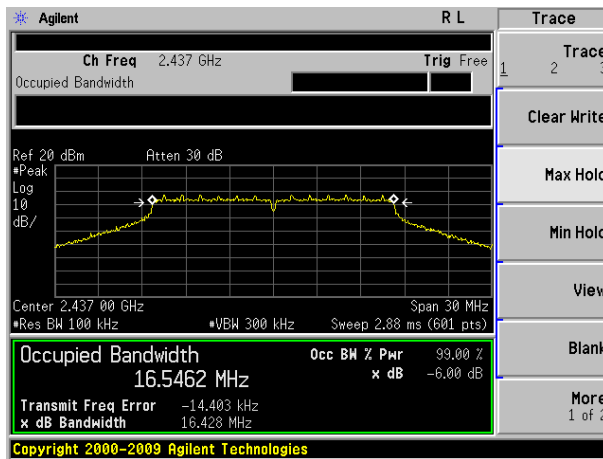 Agilent R L Trace
Ch Freq 2.437 GHz Trig Free
Occupied Bandwidth
Trace
1 2 3
Clear Write
Max Hold
Min Hold
View
Blank
More
1 of 2
Ref 20 dBm Atten 30 dB
#Peak
Log
10
dB/
Center 2.437 00 GHz Span 30 MHz
#Res BW 100 kHz #VBW 300 kHz Sweep 2.88 ms (601 pts)
Occupied Bandwidth Occ BW % Pwr 99.00 %
16.5462 MHz x dB -6.00 dB
Transmit Freq Error -14.403 kHz
x dB Bandwidth 16.428 MHz
Copyright 2000-2009 Agilent Technologies